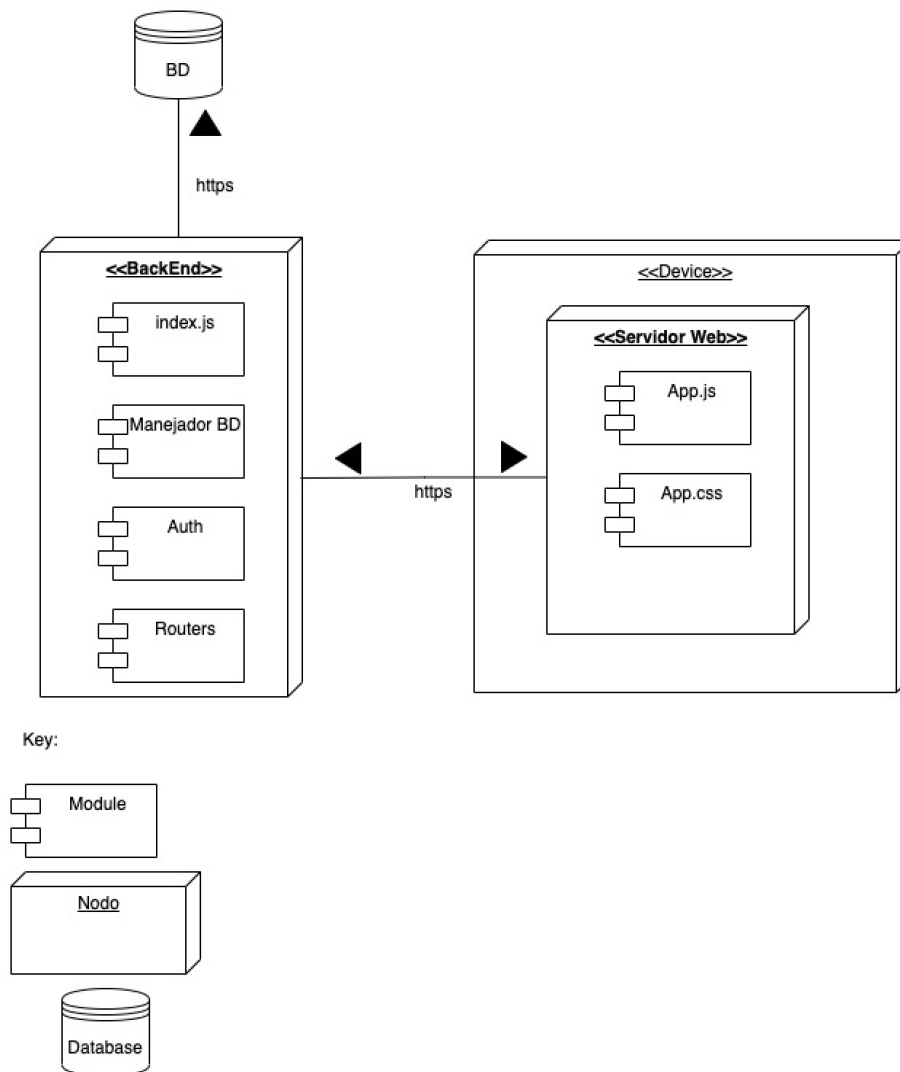 BD
https
<<BackEnd>>
index.js
Manejador BD
Auth
Routers
https
<<Device>>
<<Servidor Web>>
App.js
App.css
Key:
Module
Nodo
Database